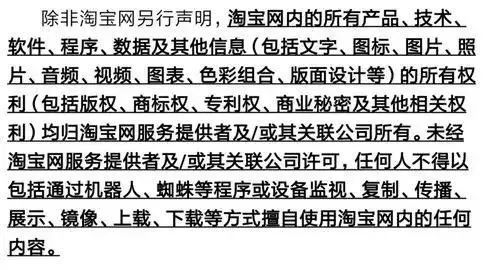 除非淘宝网另行声明，淘宝网内的所有产品、技术、
软件、程序、数据及其他信息（包括文字、图标、图片、照
片、音频、视频、图表、色彩组合、版面设计等）的所有权
利（包括版权、商标权、专利权、商业秘密及其他相关权
利）均归淘宝网服务提供者及/或其关联公司所有。未经
淘宝网服务提供者及/或其关联公司许可，任何人不得以
包括通过机器人、蜘蛛等程序或设备监视、复制、传播、
展示、镜像、上载、下载等方式擅自使用淘宝网内的任何
内容。